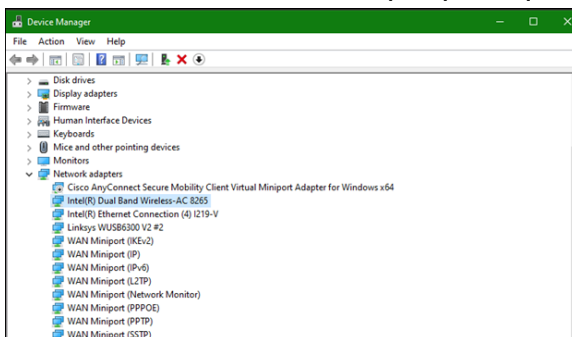 Device Manager
File Action View Help
Disk drives
Display adapters
Firmware
Human Interface Devices
Keyboards
Mice and other pointing devices
Monitors
Network adapters
Cisco AnyConnect Secure Mobility Client Virtual Miniport Adapter for Windows x64
Intel(R) Dual Band Wireless-AC 8265
Intel(R) Ethernet Connection (4) I219-V
Linksys WUSB6300 V2 #2
WAN Miniport (IKEv2)
WAN Miniport (IP)
WAN Miniport (IPv6)
WAN Miniport (L2TP)
WAN Miniport (Network Monitor)
WAN Miniport (PPPOE)
WAN Miniport (PPTP)
WAN Miniport (SSTP)